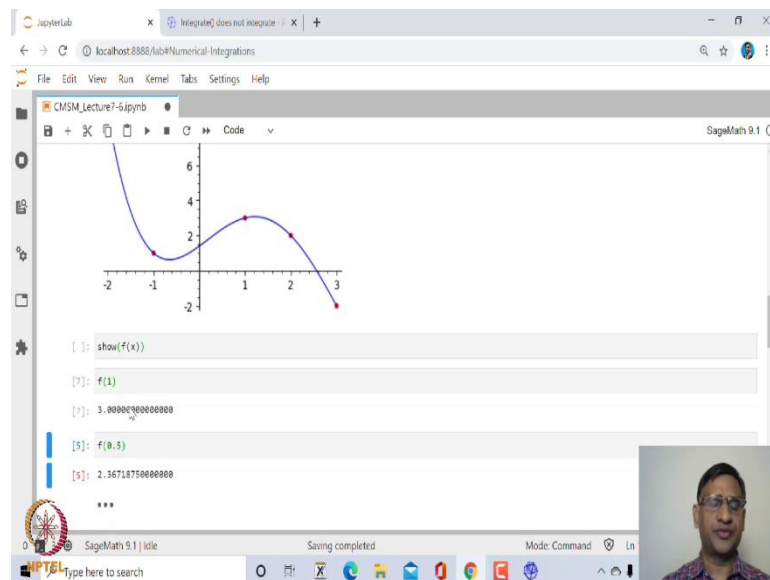 JupyterLab
Integrate() does not integrate - A
localhost:8888/lab#Numerical-Integrations
File Edit View Run Kernel Tabs Settings Help
CMSM_Lecture7-6.ipynb
Code
SageMath 9.1
6
4
2
-2 -1 1 2 3
-2
[ ]: show(f(x))
[7]: f(1)
[7]: 3.00000000000000
[5]: f(0.5)
[5]: 2.36718750000000
0 SageMath 9.1 | Idle Saving completed Mode: Command Ln
NPTEL Type here to search